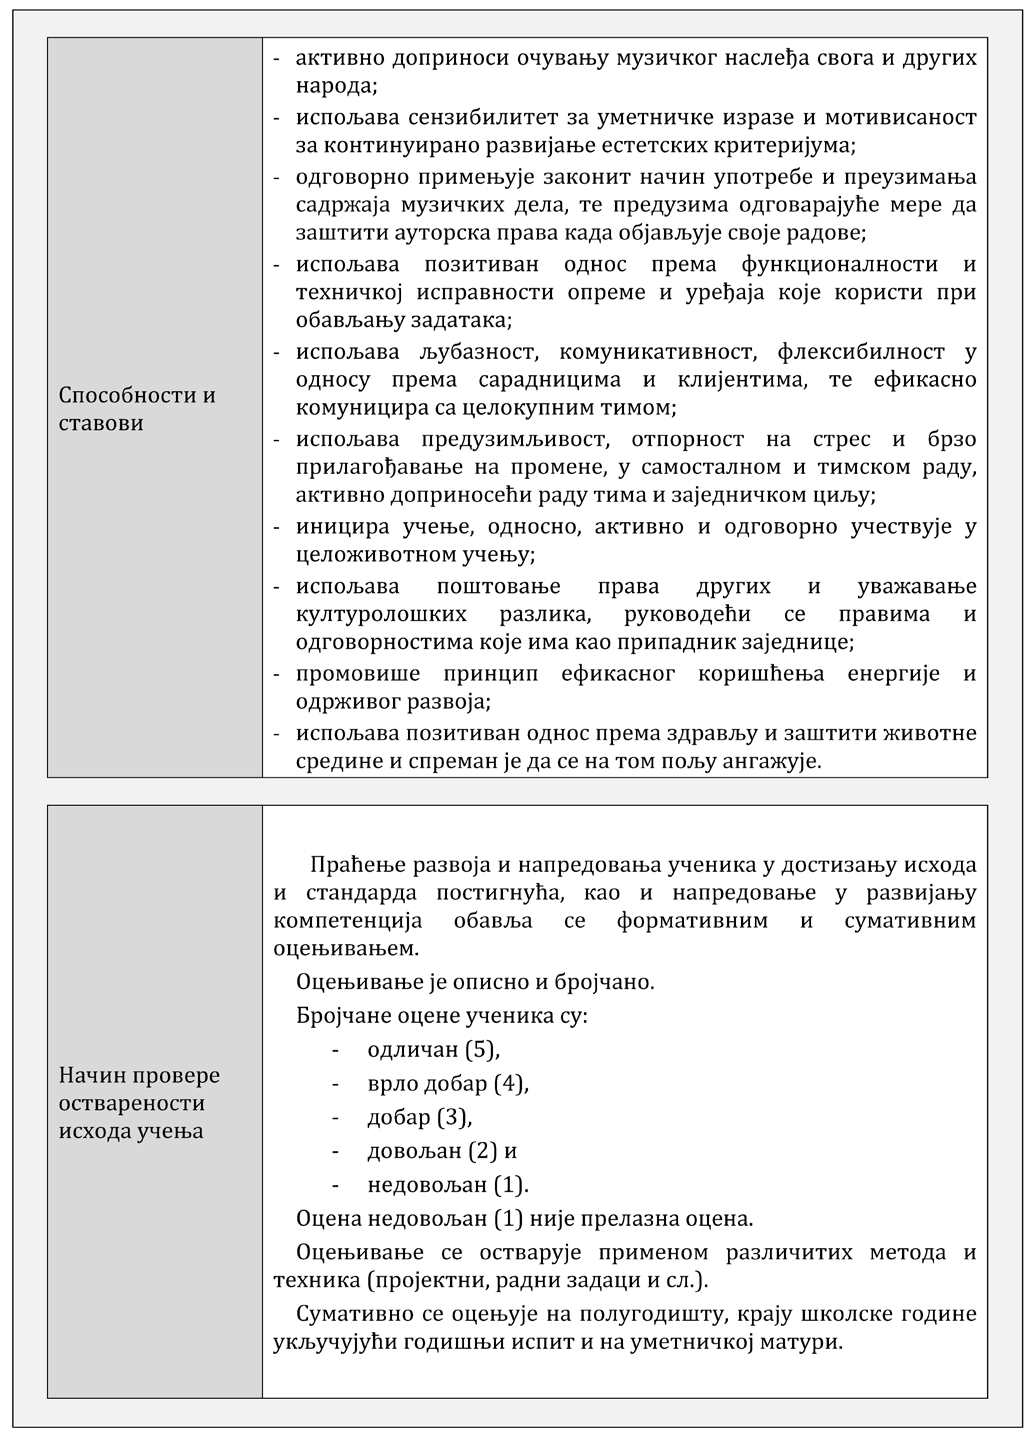 Способности и
ставови
- активно доприноси очувању музичког наслеђа свога и других
народа;
- испољава сензибилитет за уметничке изразе и мотивисаност
за континуирано развијање естетских критеријума;
- одговорно примењује законит начин употребе и преузимања
садржаја музичких дела, те предузима одговарајуће мере да
заштити ауторска права када објављује своје радове;
- испољава позитиван однос према функционалности и
техничкој исправности опреме и уређаја које користи при
обављању задатака;
- испољава љубазност, комуникативност, флексибилност у
односу према сарадницима и клијентима, те ефикасно
комуницира са целокупним тимом;
- испољава предузимљивост, отпорност на стрес и брзо
прилагођавање на промене, у самосталном и тимском раду,
активно доприносећи раду тима и заједничком циљу;
- иницира учење, односно, активно и одговорно учествује у
целоживотном учењу;
- испољава поштовање права других и уважавање
културолошких разлика, руководећи се правима и
одговорностима које има као припадник заједнице;
- промовише принцип ефикасног коришћења енергије и
одрживог развоја;
- испољава позитиван однос према здрављу и заштити животне
средине и спреман је да се на том пољу ангажује.
Начин провере
остварености
исхода учења
Праћење развоја и напредовања ученика у достизању исхода
и стандарда постигнућа, као и напредовање у развијању
компетенција обавља се формативним и сумативним
оцењивањем.
Оцењивање је описно и бројчано.
Бројчане оцене ученика су:
- одличан (5),
- врло добар (4),
- добар (3),
- довољан (2) и
- недовољан (1).
Оцена недовољан (1) није прелазна оцена.
Оцењивање се остварује применом различитих метода и
техника (пројектни, радни задаци и сл.).
Сумативно се оцењује на полугодишту, крају школске године
укључујући годишњи испит и на уметничкој матури.